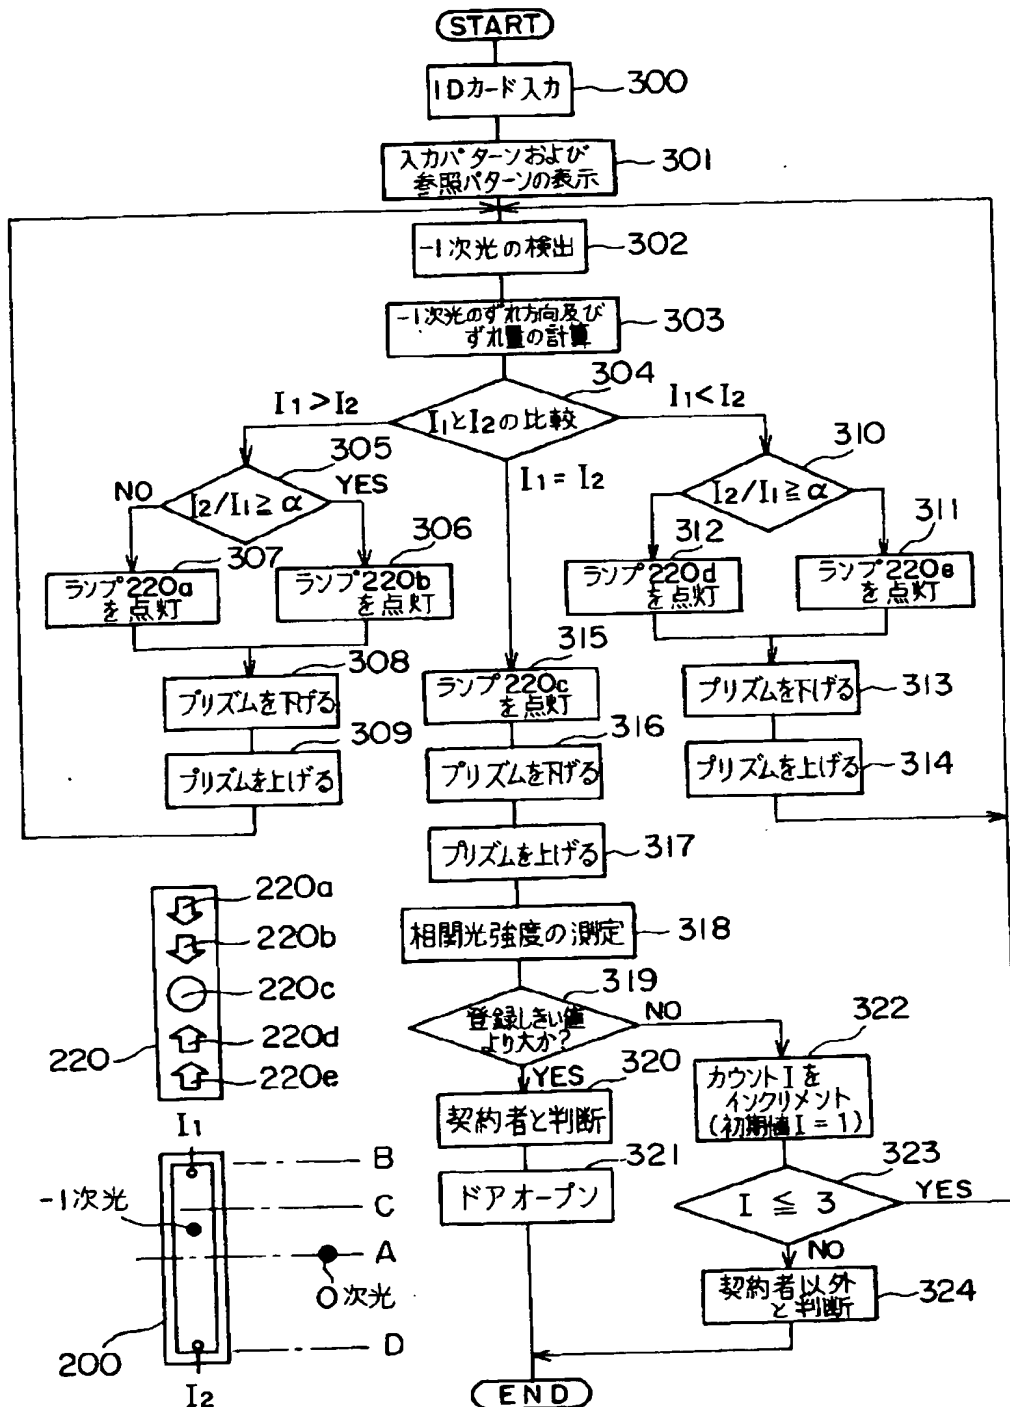 START
IDカード入力
300
入力パターンおよび
参照パターンの表示
301
-1次光の検出
302
-1次光のずれ方向及び
ずれ量の計算
303
304
I1とI2の比較
I1>I2
I1<I2
I1=I2
305
I2/I1≧α
NO
YES
306
307
ランプ220a
を点灯
ランプ220b
を点灯
308
プリズムを下げる
309
プリズムを上げる
310
I2/I1≧α
311
312
ランプ220d
を点灯
ランプ220e
を点灯
プリズムを下げる
313
プリズムを上げる
314
315
ランプ220c
を点灯
316
プリズムを下げる
プリズムを上げる
317
相関光強度の測定
318
319
登録しきい値
より大か?
NO
YES
320
契約者と判断
321
ドアオープン
322
カウントIを
インクリメント
(初期値I=1)
323
I≦3
YES
NO
契約者以外
と判断
324
END
220a
220b
220c
220d
220e
220
I1
B
-1次光
C
A
0次光
D
200
I2